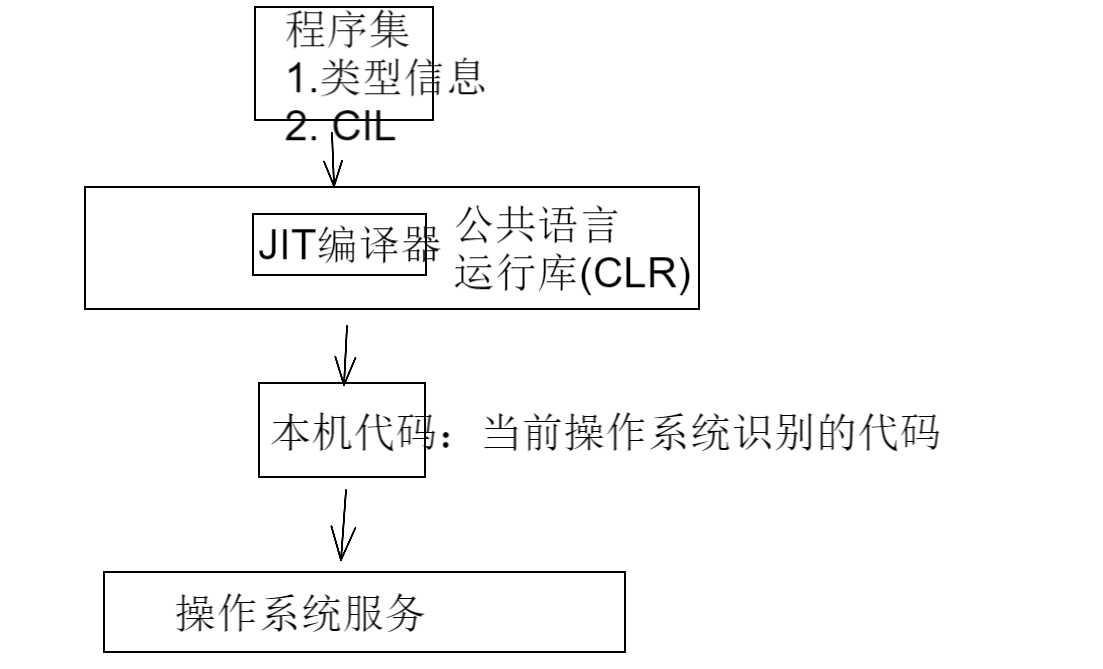 程序集
1.类型信息
2. CIL
JIT编译器
公共语言
运行库(CLR)
本机代码：当前操作系统识别的代码
操作系统服务